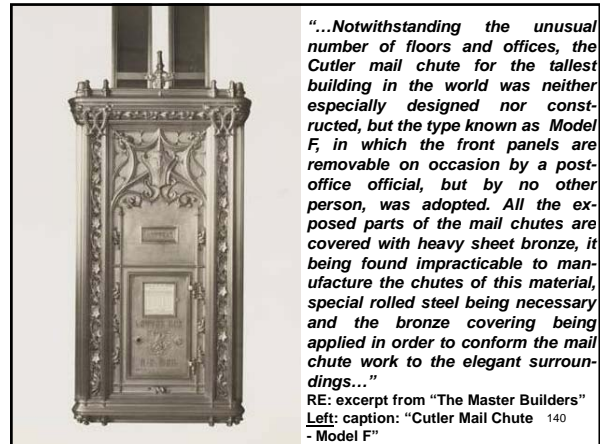 “…Notwithstanding the unusual
number of floors and offices, the
Cutler mail chute for the tallest
building in the world was neither
especially designed nor const-
ructed, but the type known as Model
F, in which the front panels are
removable on occasion by a post-
office official, but by no other
person, was adopted. All the ex-
posed parts of the mail chutes are
covered with heavy sheet bronze, it
being found impracticable to man-
ufacture the chutes of this material,
special rolled steel being necessary
and the bronze covering being
applied in order to conform the mail
chute work to the elegant surroun-
dings…”
RE: excerpt from “The Master Builders”
Left: caption: “Cutler Mail Chute 140
- Model F”